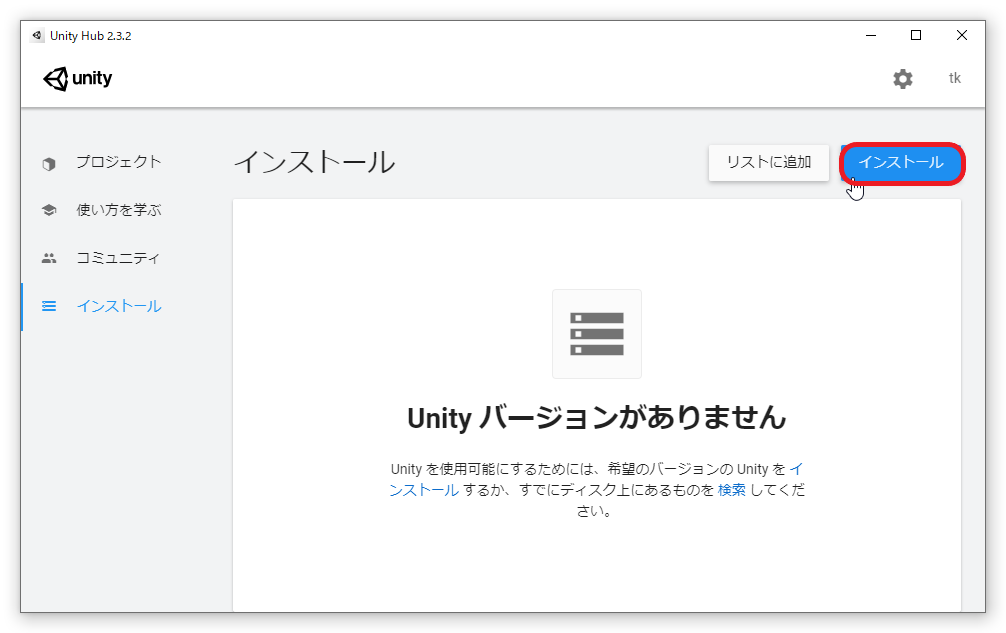 Unity Hub 2.3.2
unity
tk
プロジェクト
使い方を学ぶ
コミュニティ
インストール
インストール
リストに追加
インストール
Unity バージョンがありません
Unity を使用可能にするためには、希望のバージョンの Unity を イ
ンストール するか、すでにディスク上にあるものを 検索 してくだ
さい。